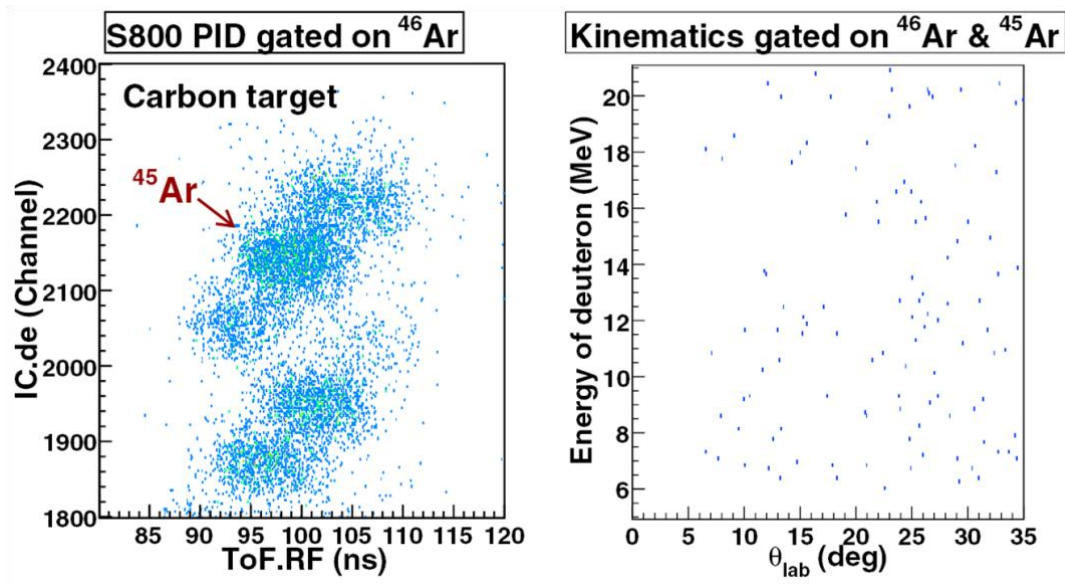 S800 PID gated on ⁴⁶Ar
Carbon target
⁴⁵Ar
IC.de (Channel)
2400
2300
2200
2100
2000
1900
1800
85 90 95 100 105 110 115 120
ToF.RF (ns)
Kinematics gated on ⁴⁶Ar & ⁴⁵Ar
Energy of deuteron (MeV)
20
18
16
14
12
10
8
6
0 5 10 15 20 25 30 35
θlab (deg)